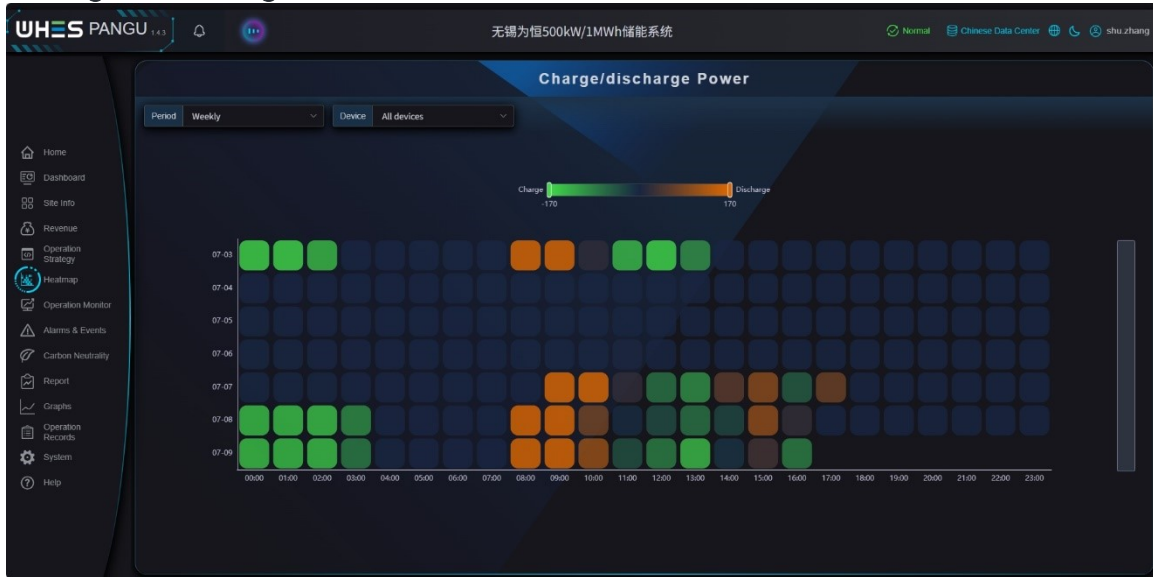 WHES PANGU 1.4.3
无锡为恒500kW/1MWh储能系统
Normal
Chinese Data Center
shu.zhang
Charge/discharge Power
Period Weekly
Device All devices
Home
Dashboard
Site Info
Revenue
Operation
Strategy
Heatmap
Operation Monitor
Alarms & Events
Carbon Neutrality
Report
Graphs
Operation
Records
System
Help
Charge Discharge
-170 170
07-03
07-04
07-05
07-06
07-07
07-08
07-09
00:00 01:00 02:00 03:00 04:00 05:00 06:00 07:00 08:00 09:00 10:00 11:00 12:00 13:00 14:00 15:00 16:00 17:00 18:00 19:00 20:00 21:00 22:00 23:00